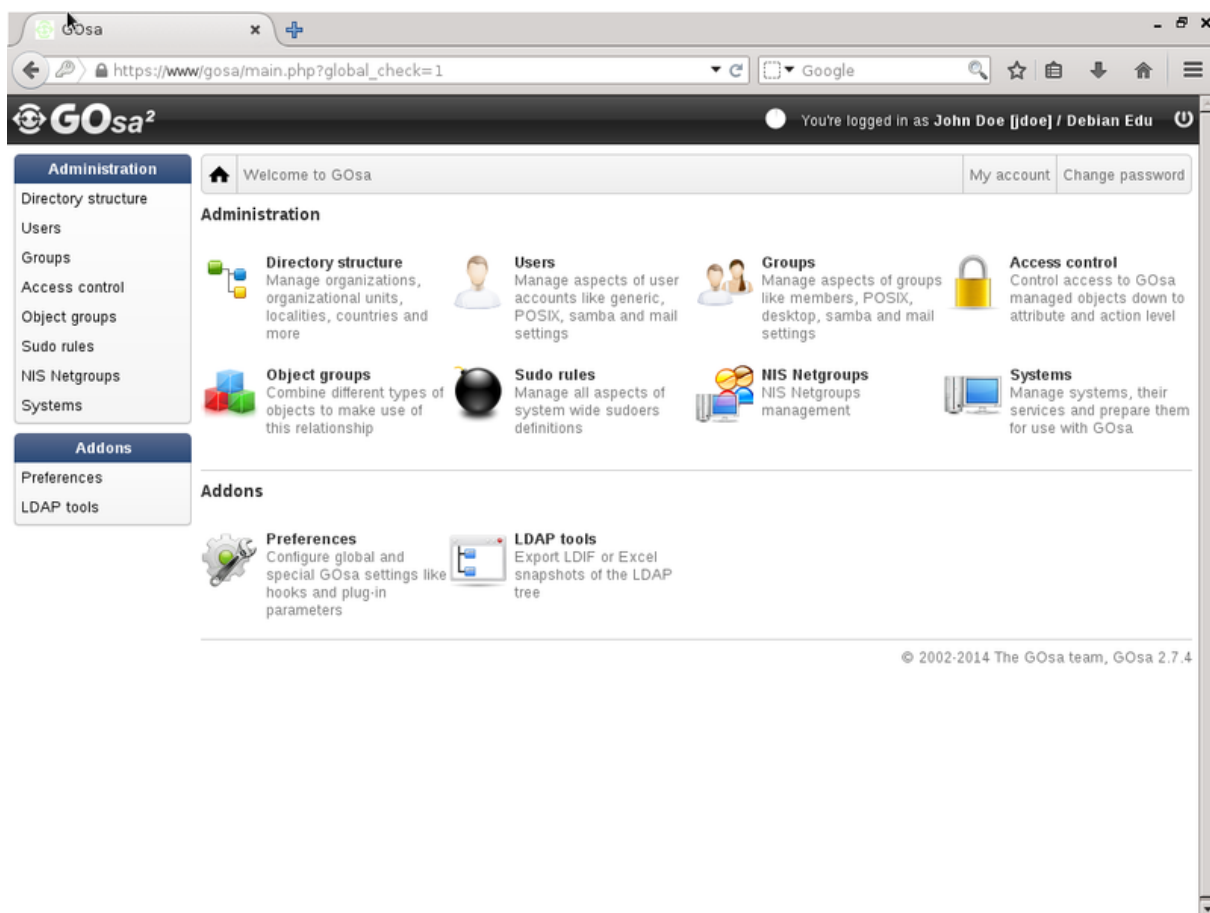 GOsa
https://www/gosa/main.php?global_check=1
Google
GOsa²
You're logged in as John Doe [jdoe] / Debian Edu
Administration
Directory structure
Users
Groups
Access control
Object groups
Sudo rules
NIS Netgroups
Systems
Addons
Preferences
LDAP tools
Welcome to GOsa
My account
Change password
Administration
Directory structure
Manage organizations,
organizational units,
localities, countries and
more
Users
Manage aspects of user
accounts like generic,
POSIX, samba and mail
settings
Groups
Manage aspects of groups
like members, POSIX,
desktop, samba and mail
settings
Access control
Control access to GOsa
managed objects down to
attribute and action level
Object groups
Combine different types of
objects to make use of
this relationship
Sudo rules
Manage all aspects of
system wide sudoers
definitions
NIS Netgroups
NIS Netgroups
management
Systems
Manage systems, their
services and prepare them
for use with GOsa
Addons
Preferences
Configure global and
special GOsa settings like
hooks and plug-in
parameters
LDAP tools
Export LDIF or Excel
snapshots of the LDAP
tree
© 2002-2014 The GOsa team, GOsa 2.7.4